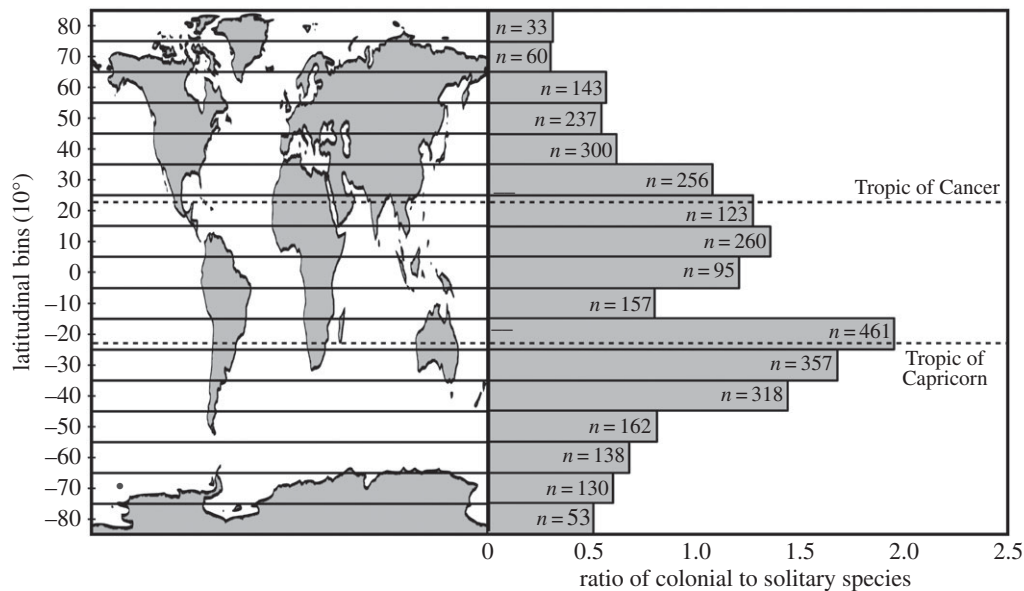 80
70
60
50
40
30
20
10
0
–10
–20
–30
–40
–50
–60
–70
–80
latitudinal bins (10°)
n = 33
n = 60
n = 143
n = 237
n = 300
n = 256
Tropic of Cancer
n = 123
n = 260
n = 95
n = 157
n = 461
Tropic of
Capricorn
n = 357
n = 318
n = 162
n = 138
n = 130
n = 53
0 0.5 1.0 1.5 2.0 2.5
ratio of colonial to solitary species